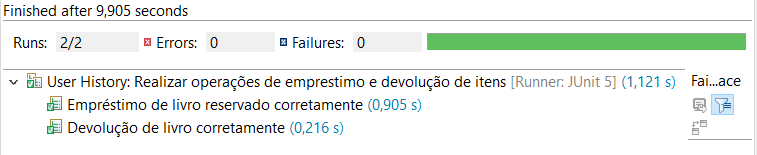 Finished after 9,905 seconds
Runs: 2/2 Errors: 0 Failures: 0
User History: Realizar operações de emprestimo e devolução de itens [Runner: JUnit 5] (1,121 s)
Fai...ace
Empréstimo de livro reservado corretamente (0,905 s)
Devolução de livro corretamente (0,216 s)